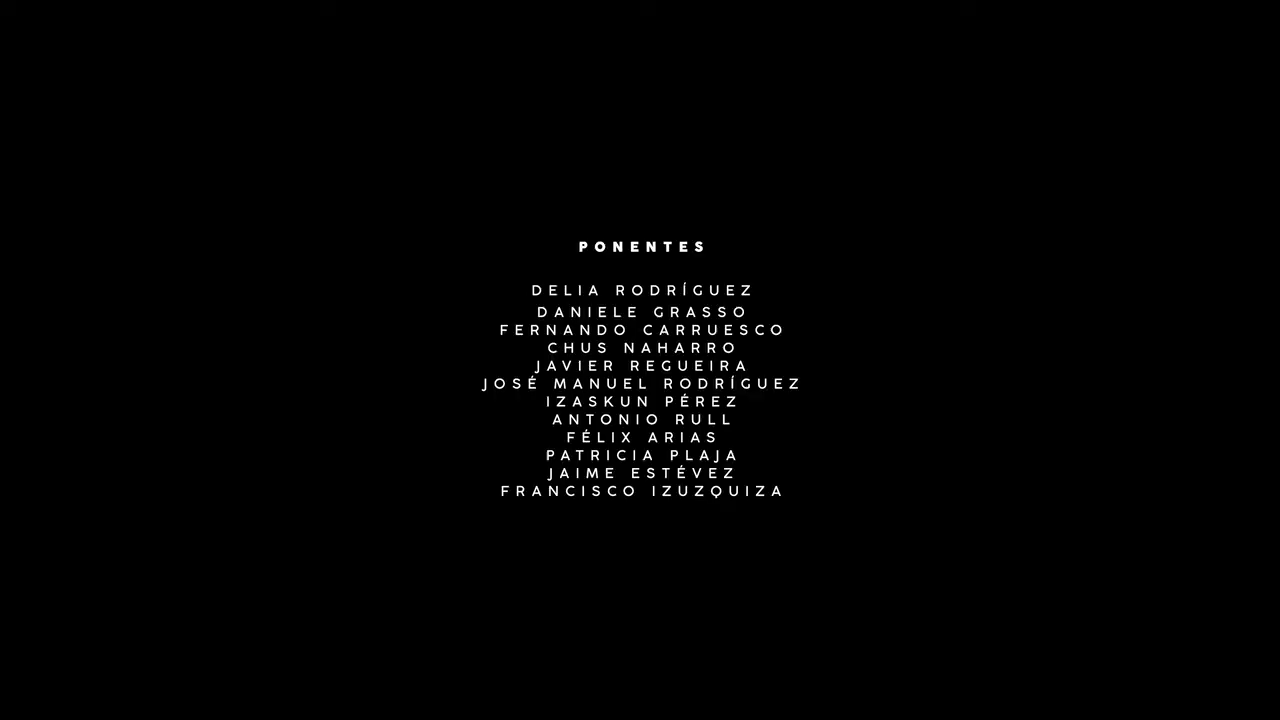 PONENTES
DELIA RODRÍGUEZ
DANIELE GRASSO
FERNANDO CARRUESCO
CHUS NAHARRO
JAVIER REGUEIRA
JOSÉ MANUEL RODRÍGUEZ
IZASKUN PÉREZ
ANTONIO RULL
FÉLIX ARIAS
PATRICIA PLAJA
JAIME ESTÉVEZ
FRANCISCO IZUZQUIZA